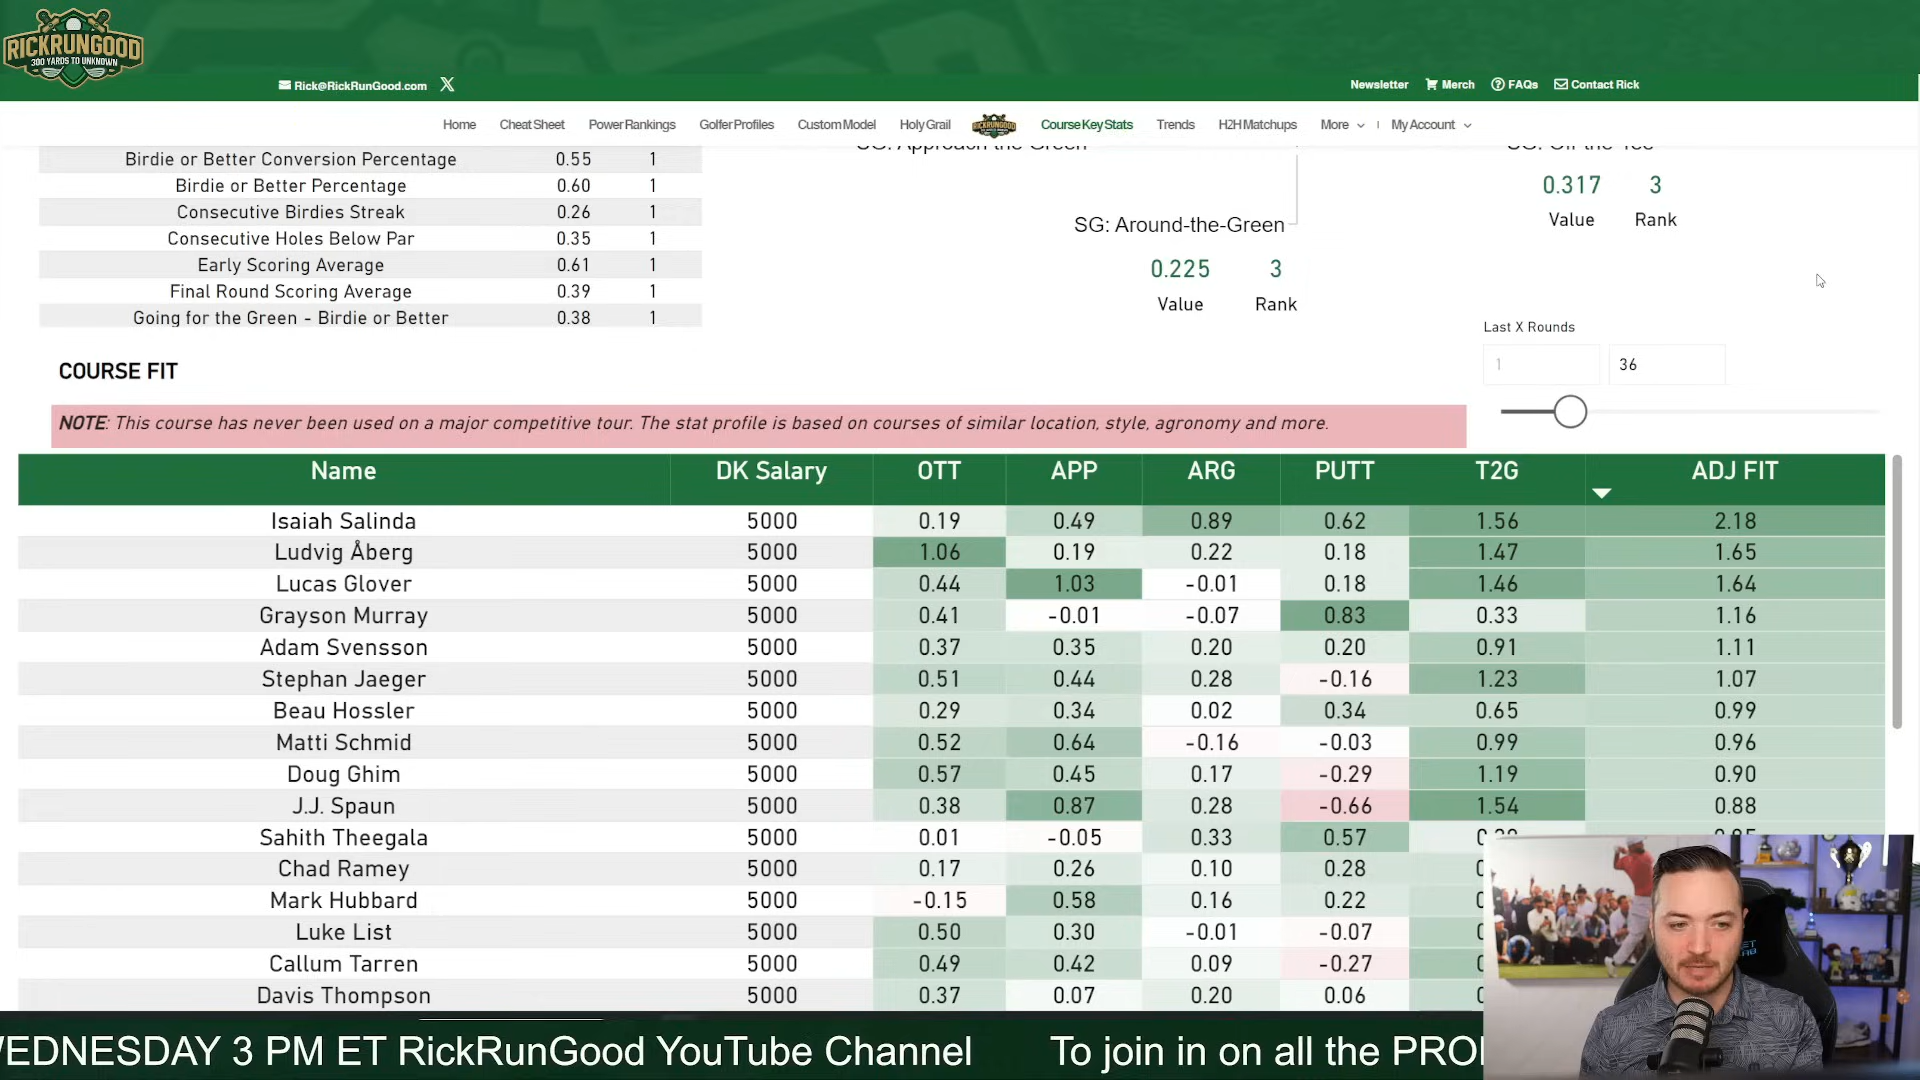 RICKRUNGOOD
300 YARDS TO UNKNOWN
Rick@RickRunGood.com
Newsletter Merch FAQs Contact Rick
Home Cheat Sheet Power Rankings Golfer Profiles Custom Model Holy Grail RICKRUNGOOD Course Key Stats Trends H2H Matchups More My Account
SG: Approach the Green SG: Off-the-Tee
Birdie or Better Conversion Percentage 0.55 1
Birdie or Better Percentage 0.60 1
Consecutive Birdies Streak 0.26 1
Consecutive Holes Below Par 0.35 1
Early Scoring Average 0.61 1
Final Round Scoring Average 0.39 1
Going for the Green - Birdie or Better 0.38 1
SG: Around-the-Green
0.225 3
Value Rank
0.317 3
Value Rank
Last X Rounds
1 36
COURSE FIT
NOTE: This course has never been used on a major competitive tour. The stat profile is based on courses of similar location, style, agronomy and more.
Name DK Salary OTT APP ARG PUTT T2G ADJ FIT
Isaiah Salinda 5000 0.19 0.49 0.89 0.62 1.56 2.18
Ludvig Åberg 5000 1.06 0.19 0.22 0.18 1.47 1.65
Lucas Glover 5000 0.44 1.03 -0.01 0.18 1.46 1.64
Grayson Murray 5000 0.41 -0.01 -0.07 0.83 0.33 1.16
Adam Svensson 5000 0.37 0.35 0.20 0.20 0.91 1.11
Stephan Jaeger 5000 0.51 0.44 0.28 -0.16 1.23 1.07
Beau Hossler 5000 0.29 0.34 0.02 0.34 0.65 0.99
Matti Schmid 5000 0.52 0.64 -0.16 -0.03 0.99 0.96
Doug Ghim 5000 0.57 0.45 0.17 -0.29 1.19 0.90
J.J. Spaun 5000 0.38 0.87 0.28 -0.66 1.54 0.88
Sahith Theegala 5000 0.01 -0.05 0.33 0.57
Chad Ramey 5000 0.17 0.26 0.10 0.28
Mark Hubbard 5000 -0.15 0.58 0.16 0.22
Luke List 5000 0.50 0.30 -0.01 -0.07
Callum Tarren 5000 0.49 0.42 0.09 -0.27
Davis Thompson 5000 0.37 0.07 0.20 0.06
WEDNESDAY 3 PM ET RickRunGood YouTube Channel To join in on all the